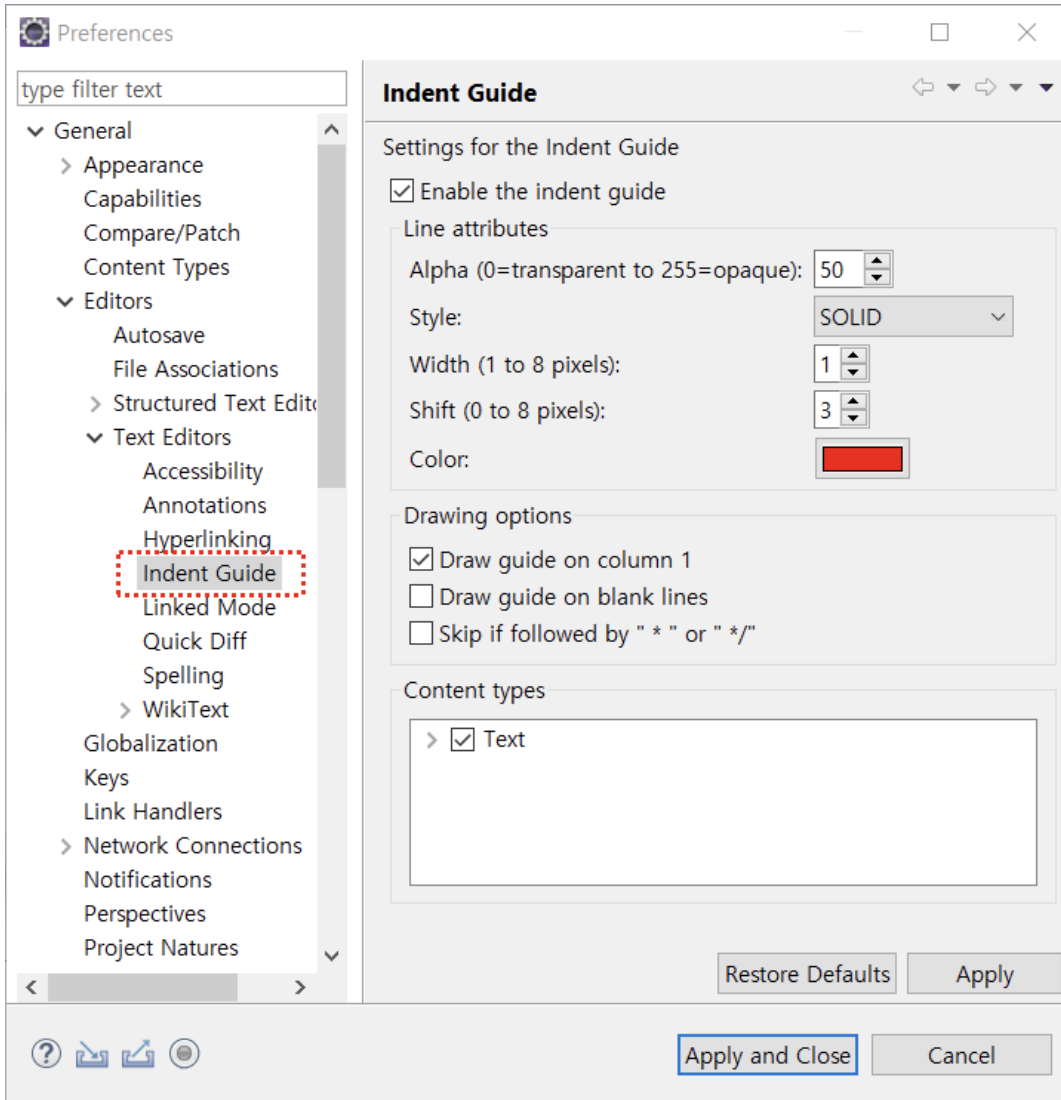 Preferences
type filter text
General
Appearance
Capabilities
Compare/Patch
Content Types
Editors
Autosave
File Associations
Structured Text Edito
Text Editors
Accessibility
Annotations
Hyperlinking
Indent Guide
Linked Mode
Quick Diff
Spelling
WikiText
Globalization
Keys
Link Handlers
Network Connections
Notifications
Perspectives
Project Natures
Indent Guide
Settings for the Indent Guide
Enable the indent guide
Line attributes
Alpha (0=transparent to 255=opaque): 50
Style: SOLID
Width (1 to 8 pixels): 1
Shift (0 to 8 pixels): 3
Color:
Drawing options
Draw guide on column 1
Draw guide on blank lines
Skip if followed by " * " or " */"
Content types
Text
Restore Defaults Apply
? Apply and Close Cancel